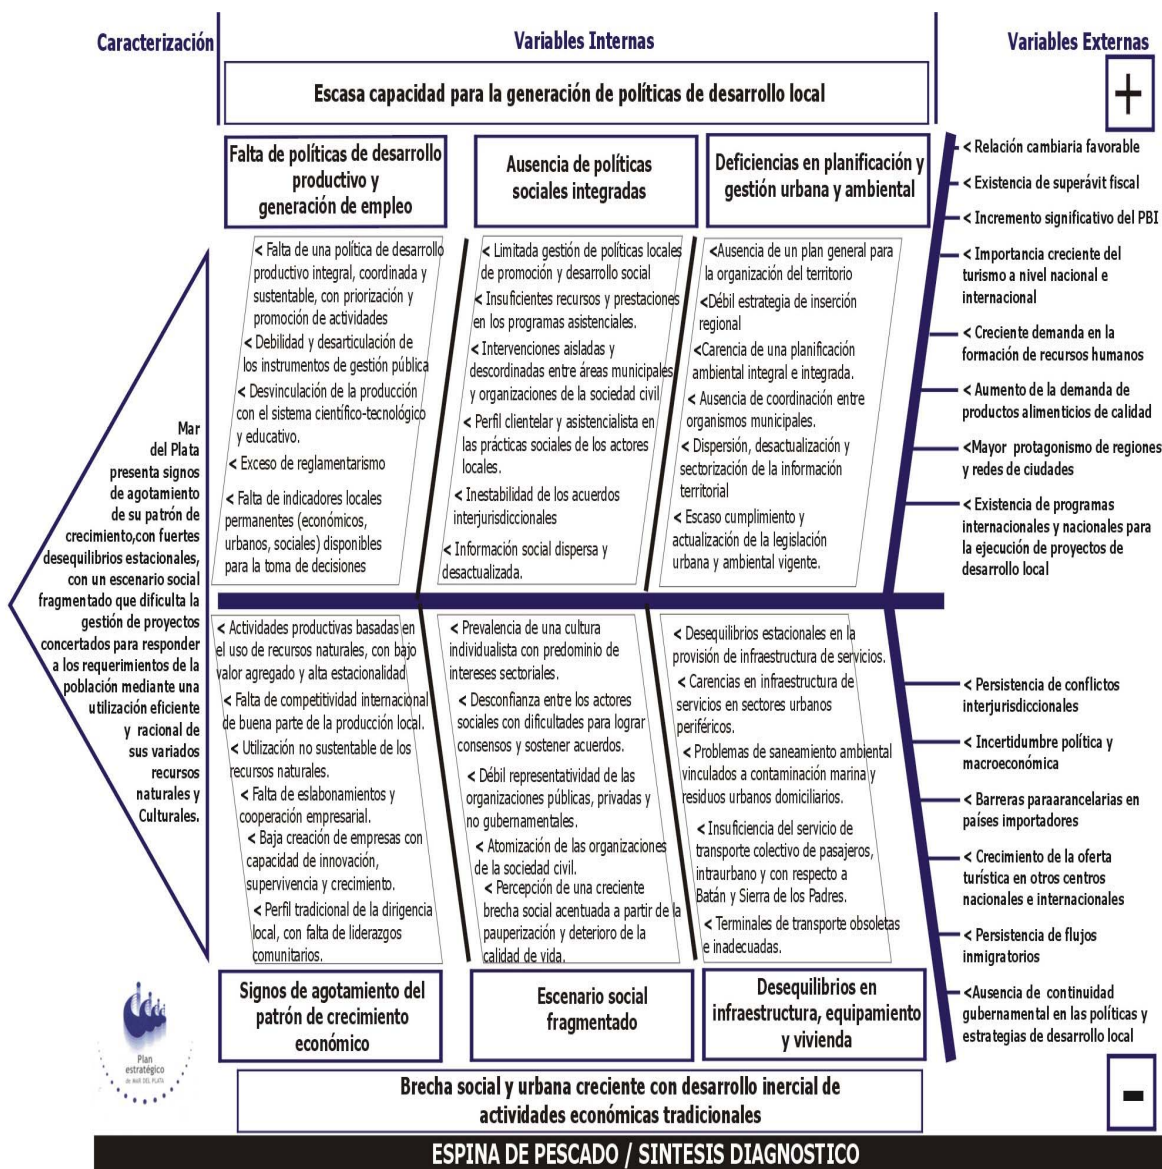 Caracterización
Variables Internas
Variables Externas
Escasa capacidad para la generación de políticas de desarrollo local
+
Falta de políticas de desarrollo
productivo y
generación de empleo
Ausencia de políticas
sociales integradas
Deficiencias en planificación y
gestión urbana y ambiental
< Falta de una política de desarrollo
productivo integral, coordinada y
sustentable, con priorización y
promoción de actividades
< Debilidad y desarticulación de
los instrumentos de gestión pública
< Desvinculación de la producción
con el sistema científico-tecnológico
y educativo.
< Exceso de reglamentarismo
< Falta de indicadores locales
permanentes (económicos,
urbanos, sociales) disponibles
para la toma de decisiones
< Limitada gestión de políticas locales
de promoción y desarrollo social
< Insuficientes recursos y prestaciones
en los programas asistenciales.
< Intervenciones aisladas y
descordinadas entre áreas municipales
y organizaciones de la sociedad civil
< Perfil clientelar y asistencialista en
las prácticas sociales de los actores
locales.
< Inestabilidad de los acuerdos
interjurisdiccionales
< Información social dispersa y
desactualizada.
<Ausencia de un plan general para
la organización del territorio
<Débil estrategia de inserción
regional
<Carencia de una planificación
ambiental integral e integrada.
< Ausencia de coordinación entre
organismos municipales.
< Dispersión, desactualización y
sectorización de la información
territorial
< Escaso cumplimiento y
actualización de la legislación
urbana y ambiental vigente.
< Relación cambiaria favorable
< Existencia de superávit fiscal
< Incremento significativo del PBI
< Importancia creciente del
turismo a nivel nacional e
internacional
< Creciente demanda en la
formación de recursos humanos
< Aumento de la demanda de
productos alimenticios de calidad
<Mayor protagonismo de regiones
y redes de ciudades
< Existencia de programas
internacionales y nacionales para
la ejecución de proyectos de
desarrollo local
Mar
del Plata
presenta signos
de agotamiento
de su patrón de
crecimiento,con fuertes
desequilibrios estacionales,
con un escenario social
fragmentado que dificulta la
gestión de proyectos
concertados para responder
a los requerimientos de la
población mediante una
utilización eficiente
y racional de
sus variados
recursos
naturales y
Culturales.
< Actividades productivas basadas en
el uso de recursos naturales, con bajo
valor agregado y alta estacionalidad
< Falta de competitividad internacional
de buena parte de la producción local.
< Utilización no sustentable de los
recursos naturales.
< Falta de eslabonamientos y
cooperación empresarial.
< Baja creación de empresas con
capacidad de innovación,
supervivencia y crecimiento.
< Perfil tradicional de la dirigencia
local, con falta de liderazgos
comunitarios.
< Prevalencia de una cultura
individualista con predominio de
intereses sectoriales.
< Desconfianza entre los actores
sociales con dificultades para lograr
consensos y sostener acuerdos.
< Débil representatividad de las
organizaciones públicas, privadas y
no gubernamentales.
< Atomización de las organizaciones
de la sociedad civil.
< Percepción de una creciente
brecha social acentuada a partir de la
pauperización y deterioro de la
calidad de vida.
< Desequilibrios estacionales en la
provisión de infraestructura de servicios.
< Carencias en infraestructura de
servicios en sectores urbanos
periféricos.
< Problemas de saneamiento ambiental
vinculados a contaminación marina y
residuos urbanos domiciliarios.
< Insuficiencia del servicio de
transporte colectivo de pasajeros,
intraurbano y con respecto a
Batán y Sierra de los Padres.
< Terminales de transporte obsoletas
e inadecuadas.
< Persistencia de conflictos
interjurisdiccionales
< Incertidumbre política y
macroeconómica
< Barreras paraarancelarias en
países importadores
< Crecimiento de la oferta
turística en otros centros
nacionales e internacionales
< Persistencia de flujos
inmigratorios
<Ausencia de continuidad
gubernamental en las políticas y
estrategias de desarrollo local
Signos de agotamiento del
patrón de crecimiento
económico
Escenario social
fragmentado
Desequilibrios en
infraestructura, equipamiento
y vivienda
Plan
estratégico
de MAR DEL PLATA
Brecha social y urbana creciente con desarrollo inercial de
actividades económicas tradicionales
-
ESPINA DE PESCADO / SINTESIS DIAGNOSTICO